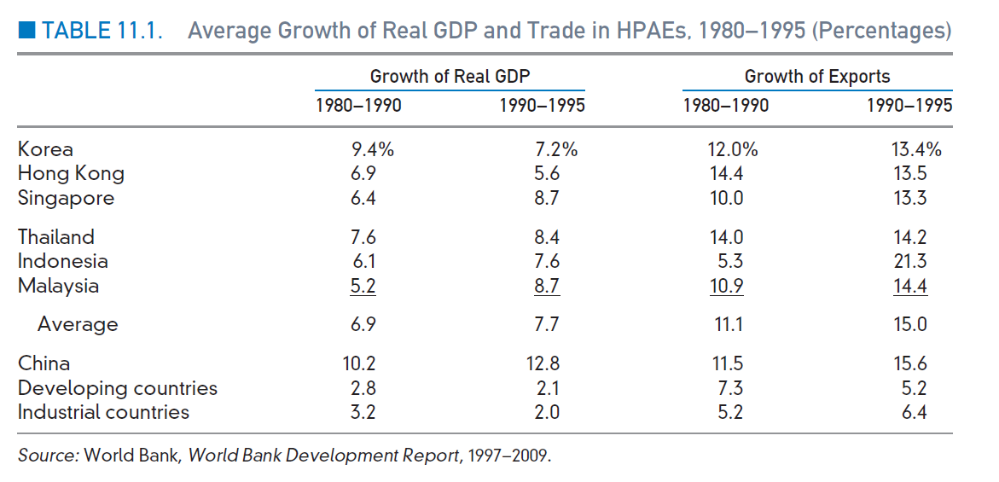 ■ TABLE 11.1. Average Growth of Real GDP and Trade in HPAEs, 1980–1995 (Percentages)
Growth of Real GDP Growth of Exports
1980–1990 1990–1995 1980–1990 1990–1995
Korea 9.4% 7.2% 12.0% 13.4%
Hong Kong 6.9 5.6 14.4 13.5
Singapore 6.4 8.7 10.0 13.3
Thailand 7.6 8.4 14.0 14.2
Indonesia 6.1 7.6 5.3 21.3
Malaysia 5.2 8.7 10.9 14.4
Average 6.9 7.7 11.1 15.0
China 10.2 12.8 11.5 15.6
Developing countries 2.8 2.1 7.3 5.2
Industrial countries 3.2 2.0 5.2 6.4
Source: World Bank, World Bank Development Report, 1997–2009.